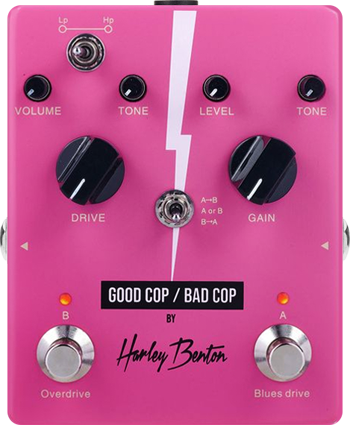 Lp Hp
VOLUME TONE LEVEL TONE
DRIVE GAIN
A→B
A or B
B→A
GOOD COP / BAD COP
BY
Harley Benton
B A
Overdrive Blues drive